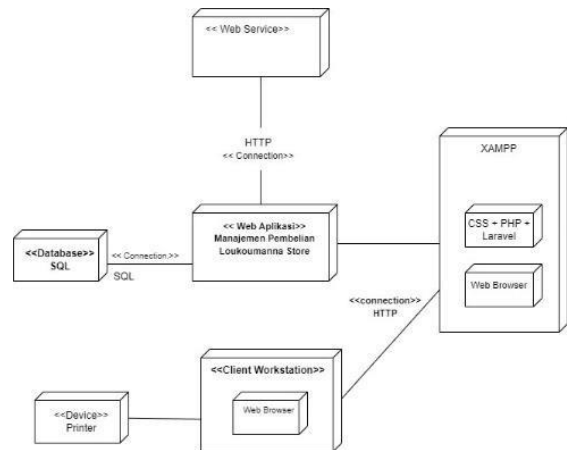 << Web Service>>
HTTP
<< Connection>>
XAMPP
CSS + PHP +
Laravel
Web Browser
<< Web Aplikasi>>
Manajemen Pembelian
Loukoumanna Store
<<Database>>
SQL
<< Connection.>>
SQL
<<connection>>
HTTP
<<Client Workstation>>
Web Browser
<<Device>>
Printer